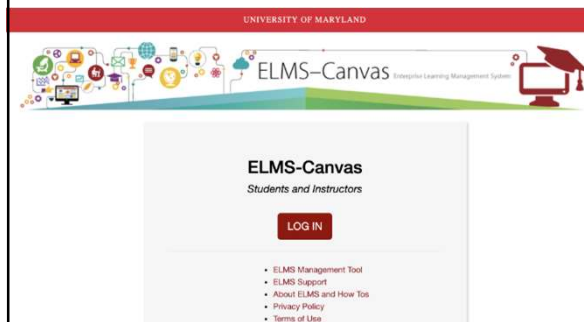 UNIVERSITY OF MARYLAND
ELMS–Canvas Enterprise Learning Management System
ELMS-Canvas
Students and Instructors
LOG IN
• ELMS Management Tool
• ELMS Support
• About ELMS and How Tos
• Privacy Policy
• Terms of Use